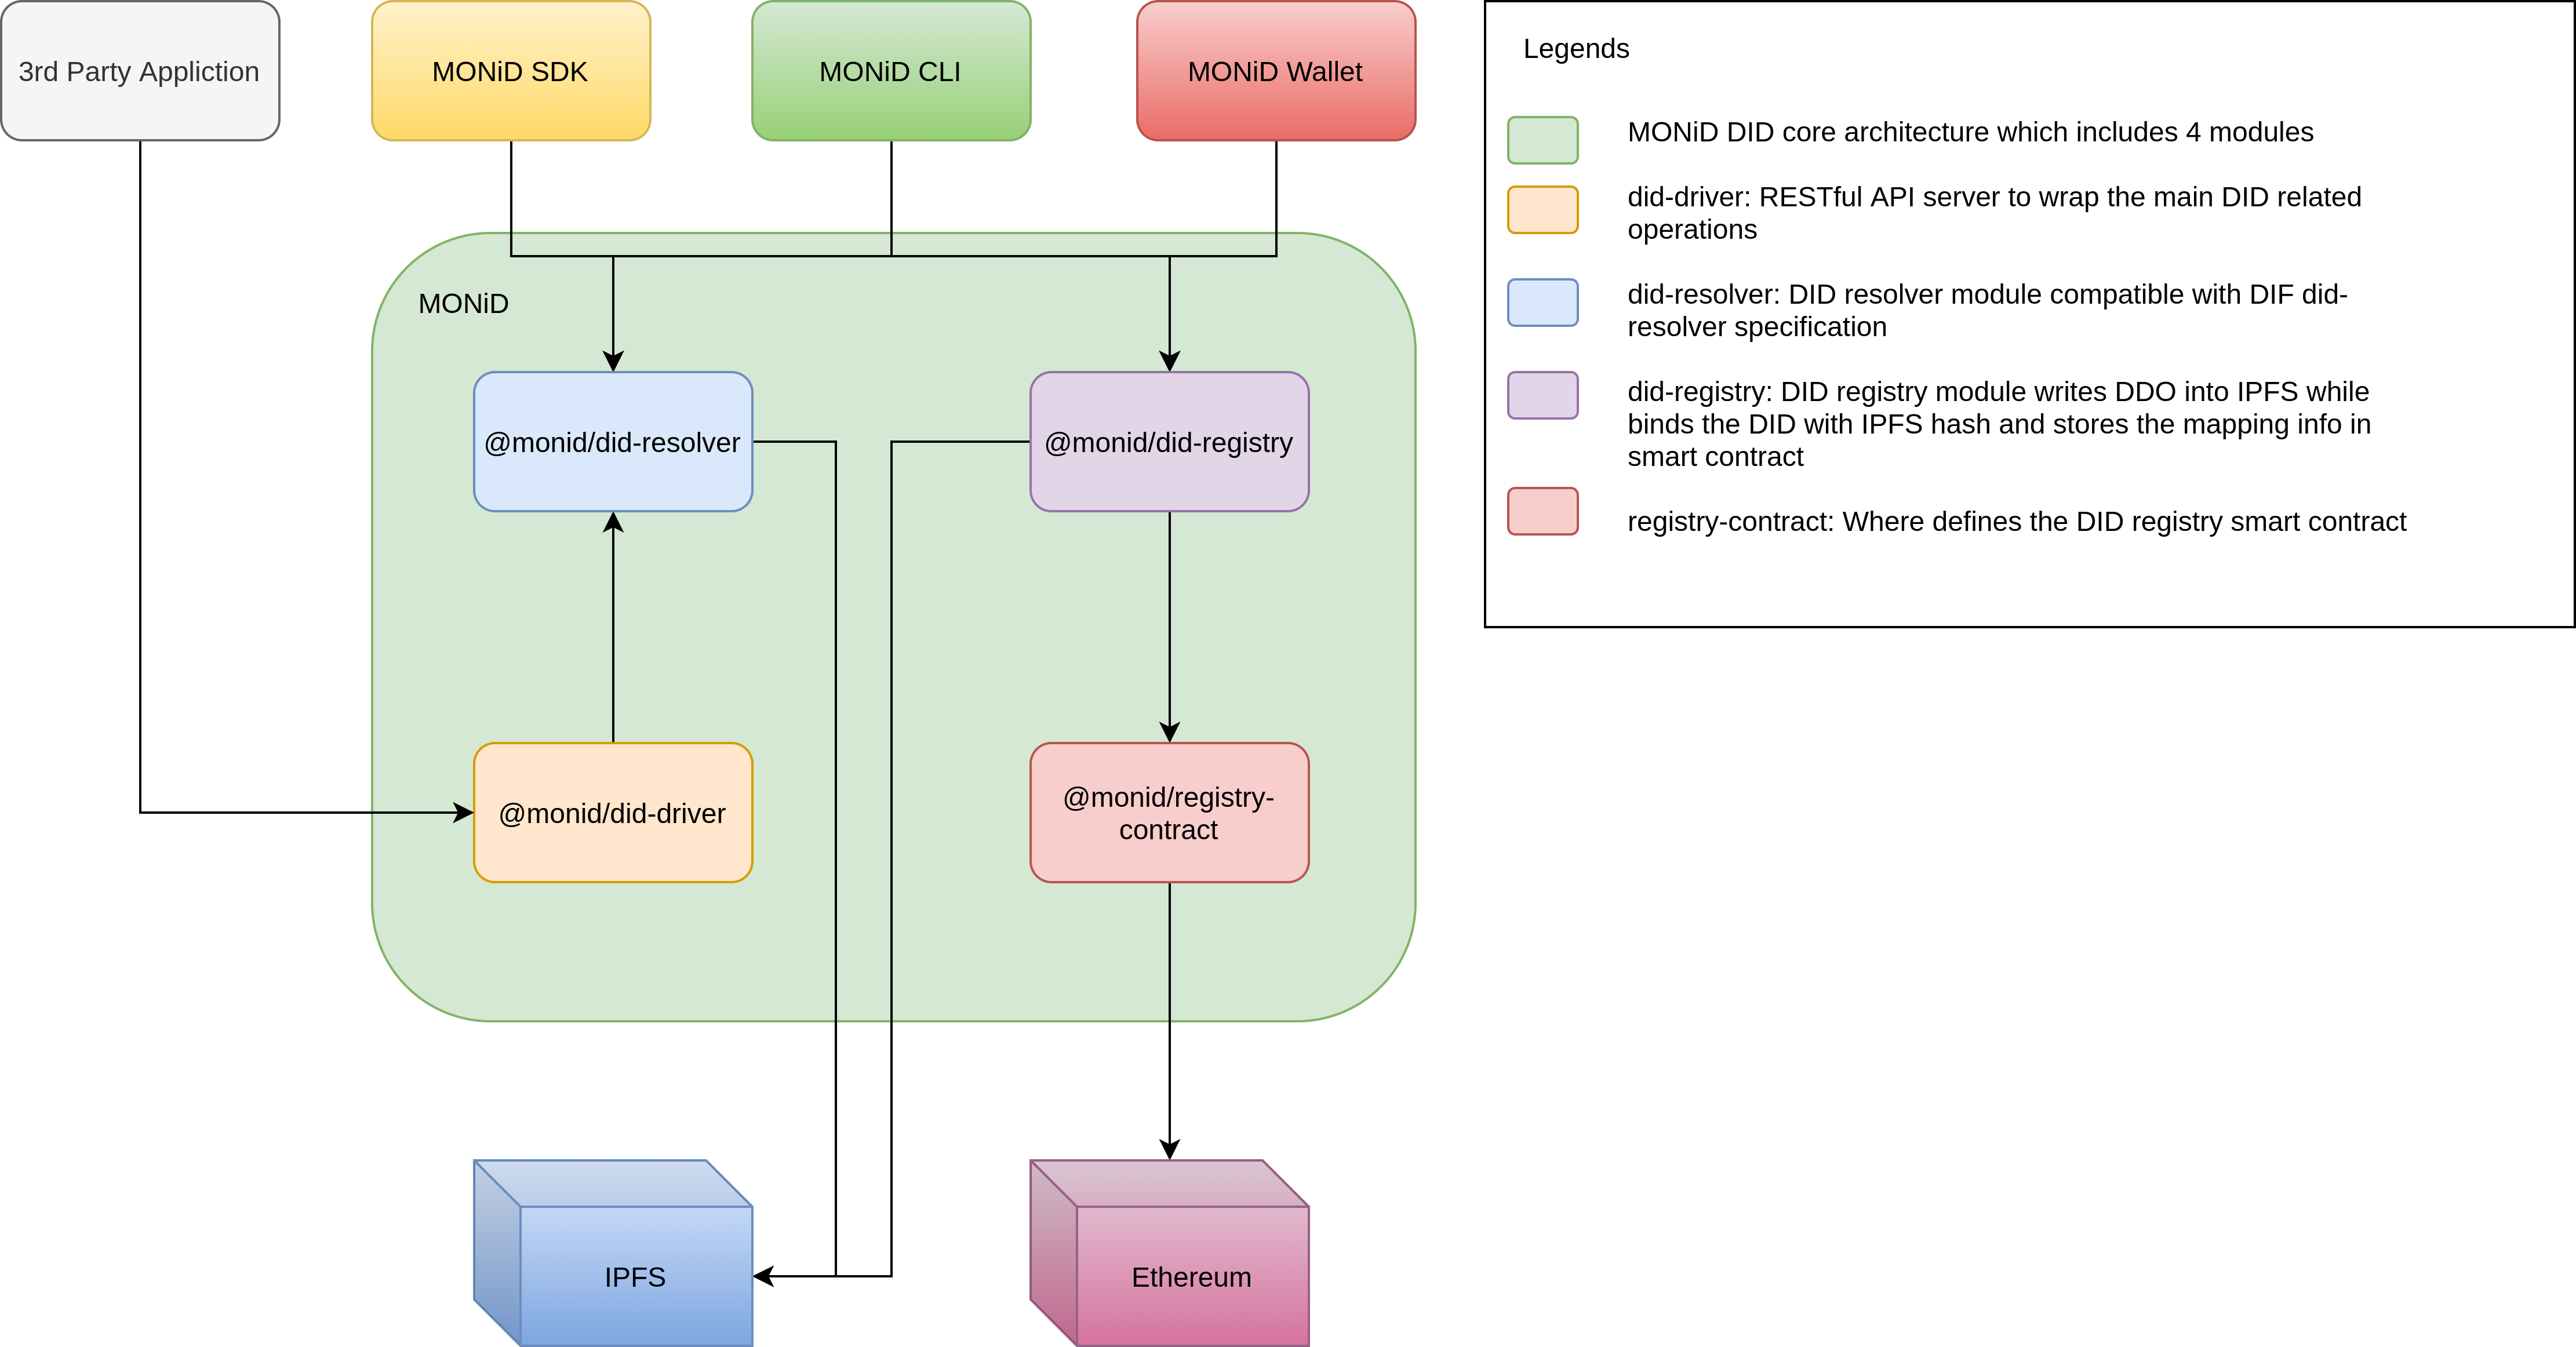 3rd Party Appliction
MONiD SDK
MONiD CLI
MONiD Wallet
MONiD
@monid/did-resolver
@monid/did-registry
@monid/did-driver
@monid/registry-
contract
IPFS
Ethereum
Legends
MONiD DID core architecture which includes 4 modules
did-driver: RESTful API server to wrap the main DID related
operations
did-resolver: DID resolver module compatible with DIF did-
resolver specification
did-registry: DID registry module writes DDO into IPFS while
binds the DID with IPFS hash and stores the mapping info in
smart contract
registry-contract: Where defines the DID registry smart contract